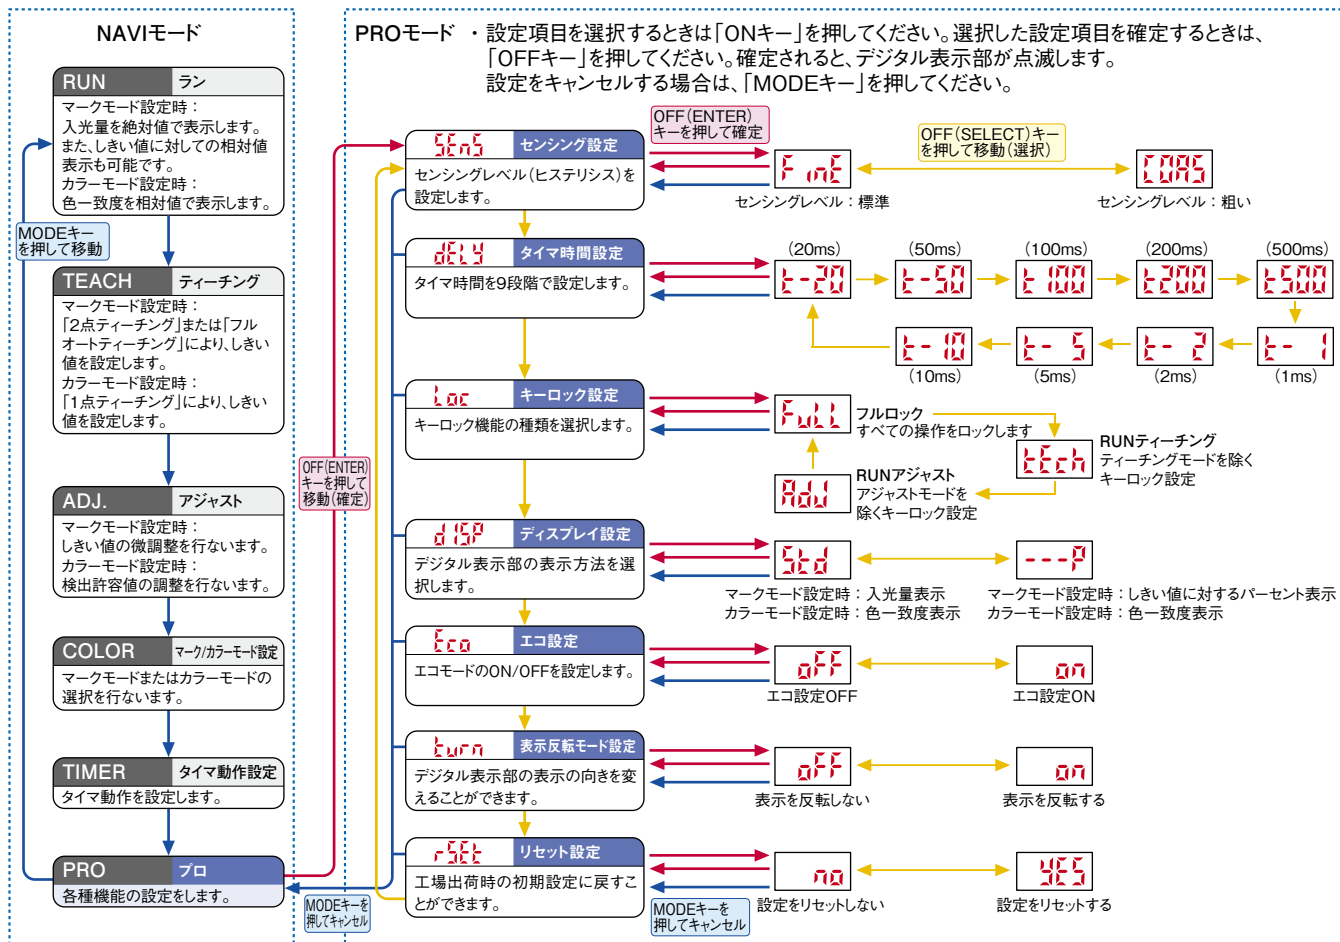 NAVIモード
RUN ラン
マークモード設定時：
入光量を絶対値で表示します。
また、しきい値に対しての相対値
表示も可能です。
カラーモード設定時：
色一致度を相対値で表示します。
MODEキー
を押して移動
TEACH ティーチング
マークモード設定時：
「2点ティーチング」または「フル
オートティーチング」により、しきい
値を設定します。
カラーモード設定時：
「1点ティーチング」により、しきい
値を設定します。
ADJ. アジャスト
マークモード設定時：
しきい値の微調整を行ないます。
カラーモード設定時：
検出許容値の調整を行ないます。
COLOR マーク/カラーモード設定
マークモードまたはカラーモードの
選択を行ないます。
TIMER タイマ動作設定
タイマ動作を設定します。
PRO プロ
各種機能の設定をします。
OFF(ENTER)
キーを押して
移動(確定)
MODEキーを
押してキャンセル
PROモード ・設定項目を選択するときは「ONキー」を押してください。選択した設定項目を確定するときは、
「OFFキー」を押してください。確定されると、デジタル表示部が点滅します。
設定をキャンセルする場合は、「MODEキー」を押してください。
SEnS センシング設定
センシングレベル（ヒステリシス）を
設定します。
OFF(ENTER)
キーを押して確定
OFF(SELECT)キー
を押して移動(選択)
FinE
センシングレベル：標準
COAS
センシングレベル：粗い
dELY タイマ時間設定
タイマ時間を9段階で設定します。
(20ms) (50ms) (100ms) (200ms) (500ms)
t-20 t-50 t100 t200 t500
t-10 t- 5 t- 2 t- 1
(10ms) (5ms) (2ms) (1ms)
Loc キーロック設定
キーロック機能の種類を選択します。
FuLL
フルロック
すべての操作をロックします
tEch
RUNティーチング
ティーチングモードを除く
キーロック設定
AdJ
RUNアジャスト
アジャストモードを
除くキーロック設定
diSP ディスプレイ設定
デジタル表示部の表示方法を選
択します。
Std
マークモード設定時：入光量表示
カラーモード設定時：色一致度表示
---P
マークモード設定時：しきい値に対するパーセント表示
カラーモード設定時：色一致度表示
Eco エコ設定
エコモードのON/OFFを設定します。
oFF
エコ設定OFF
on
エコ設定ON
turn 表示反転モード設定
デジタル表示部の表示の向きを変
えることができます。
oFF
表示を反転しない
on
表示を反転する
rSEt リセット設定
工場出荷時の初期設定に戻すこ
とができます。
MODEキーを
押してキャンセル
no
設定をリセットしない
YES
設定をリセットする